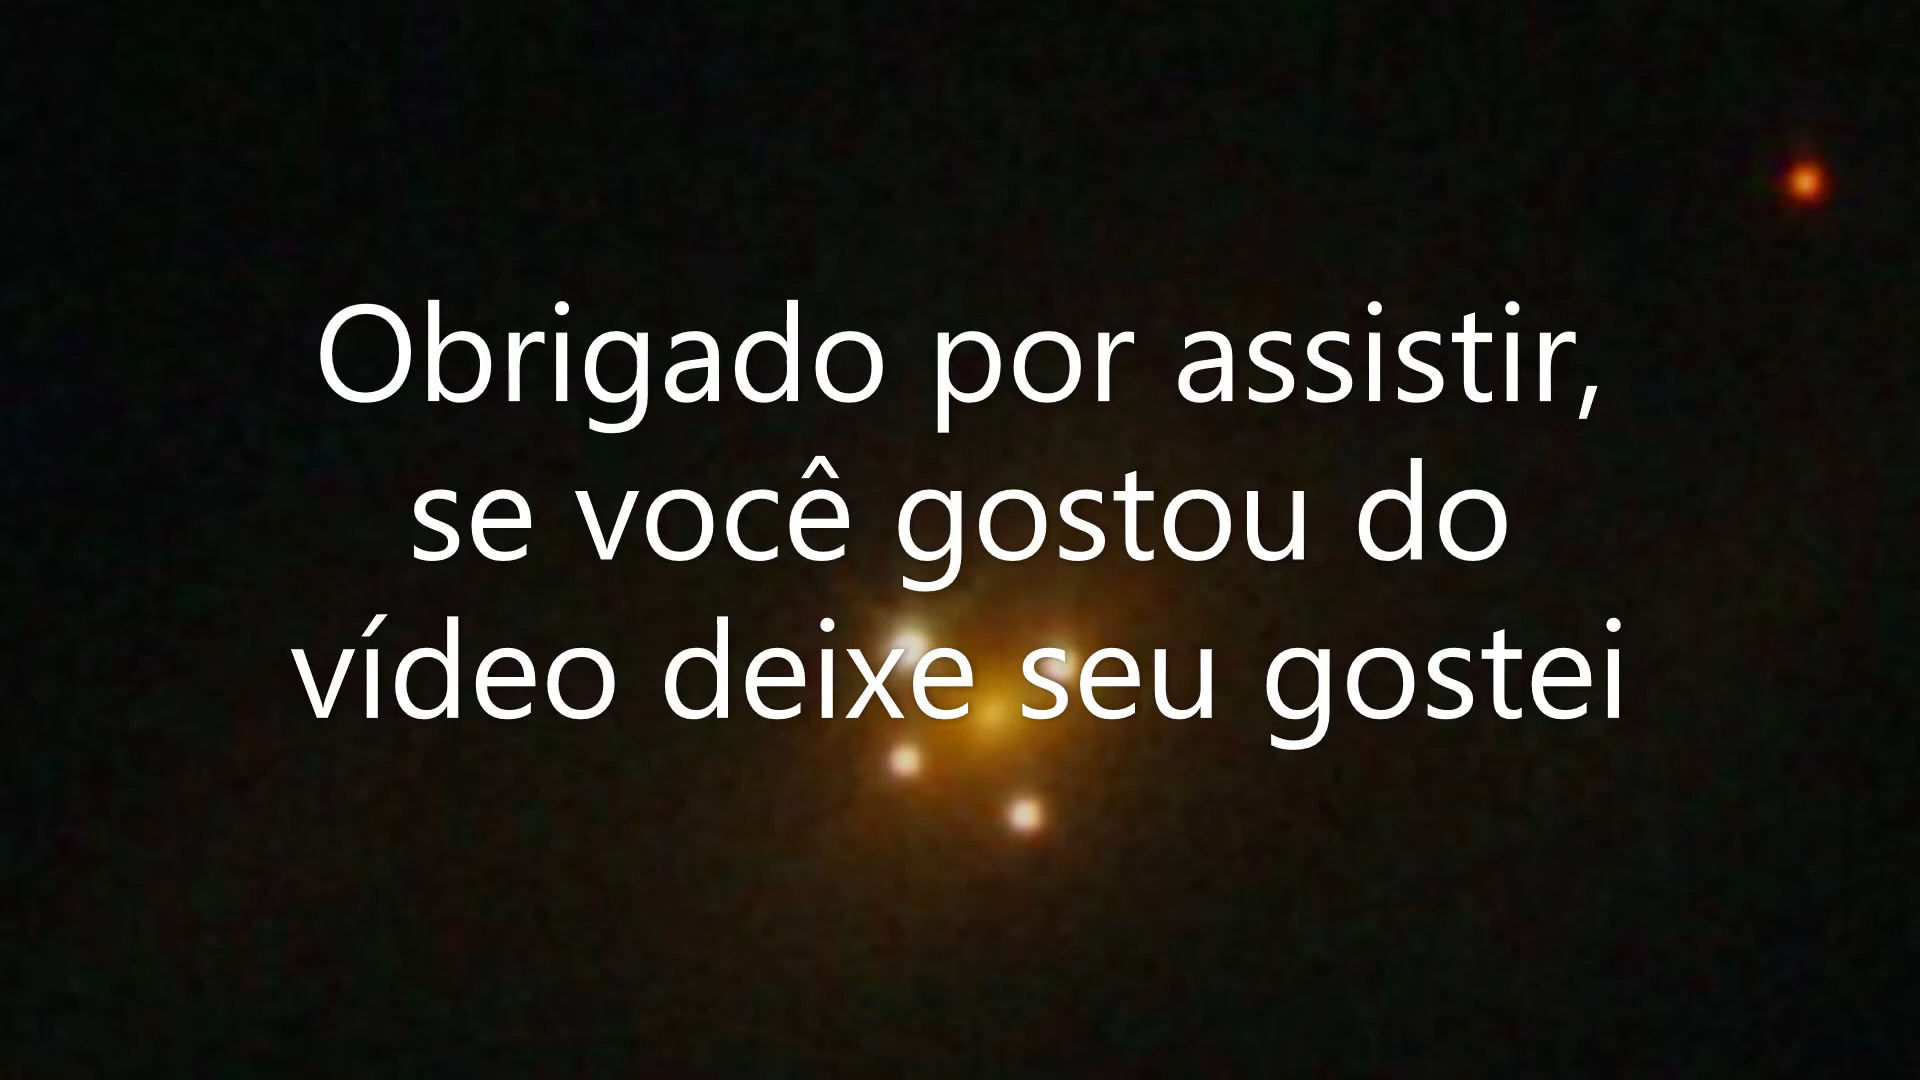 Obrigado por assistir,
se você gostou do
vídeo deixe seu gostei